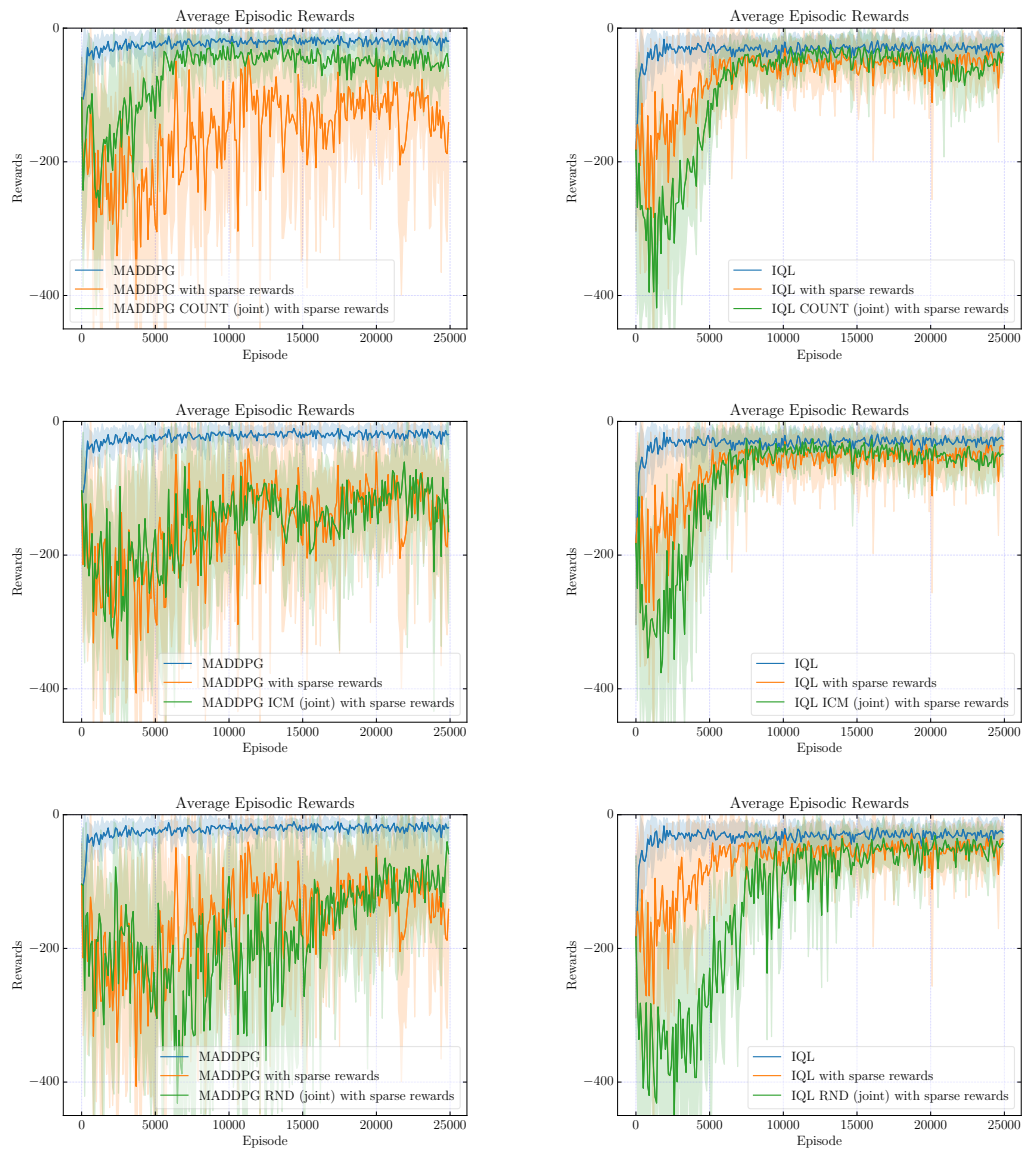 Average Episodic Rewards
0
−200
−400
Rewards
MADDPG
MADDPG with sparse rewards
MADDPG COUNT (joint) with sparse rewards
0 5000 10000 15000 20000 25000
Episode
Average Episodic Rewards
0
−200
−400
Rewards
IQL
IQL with sparse rewards
IQL COUNT (joint) with sparse rewards
0 5000 10000 15000 20000 25000
Episode
Average Episodic Rewards
0
−200
−400
Rewards
MADDPG
MADDPG with sparse rewards
MADDPG ICM (joint) with sparse rewards
0 5000 10000 15000 20000 25000
Episode
Average Episodic Rewards
0
−200
−400
Rewards
IQL
IQL with sparse rewards
IQL ICM (joint) with sparse rewards
0 5000 10000 15000 20000 25000
Episode
Average Episodic Rewards
0
−200
−400
Rewards
MADDPG
MADDPG with sparse rewards
MADDPG RND (joint) with sparse rewards
0 5000 10000 15000 20000 25000
Episode
Average Episodic Rewards
0
−200
−400
Rewards
IQL
IQL with sparse rewards
IQL RND (joint) with sparse rewards
0 5000 10000 15000 20000 25000
Episode